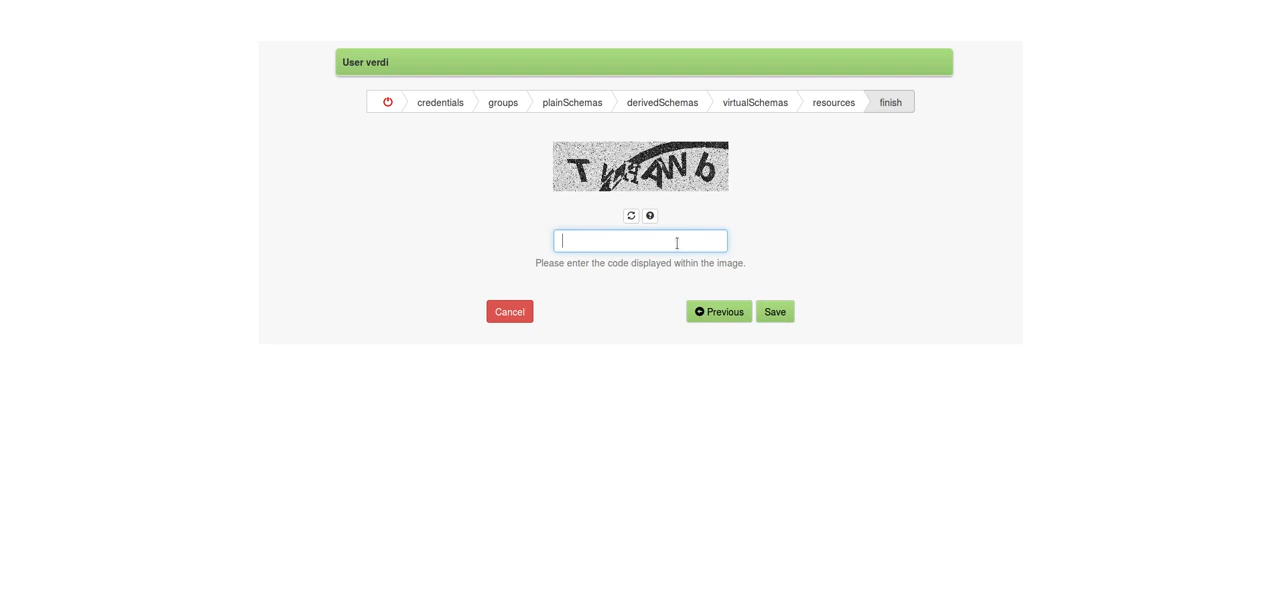 User verdi
credentials
groups
plainSchemas
derivedSchemas
virtualSchemas
resources
finish
Please enter the code displayed within the image.
Cancel
Previous
Save